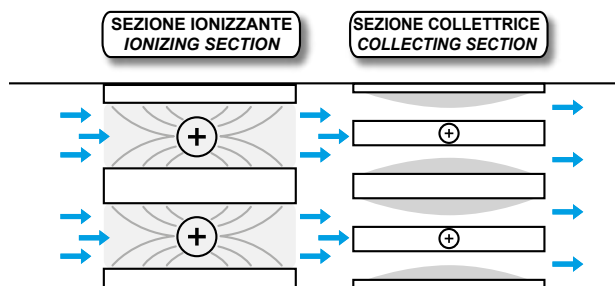 SEZIONE IONIZZANTE
IONIZING SECTION
SEZIONE COLLETTRICE
COLLECTING SECTION
+
+
+
+